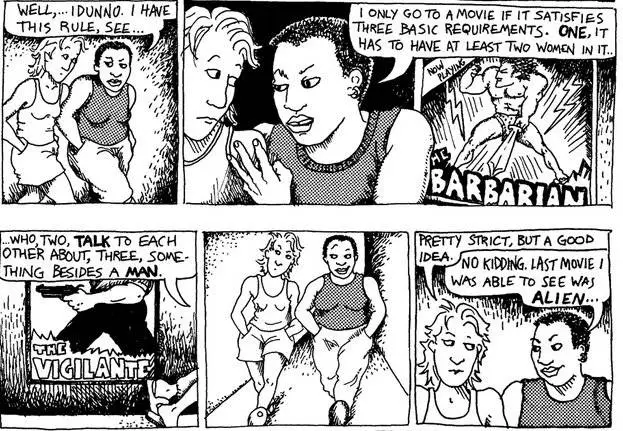 WELL,... I DUNNO. I HAVE
THIS RULE, SEE...
I ONLY GO TO A MOVIE IF IT SATISFIES
THREE BASIC REQUIREMENTS. ONE, IT
HAS TO HAVE AT LEAST TWO WOMEN IN IT..
NOW
PLAYING
THE
BARBARIAN
...WHO, TWO, TALK TO EACH
OTHER ABOUT, THREE, SOME-
THING BESIDES A MAN.
THE
VIGILANTE
PRETTY STRICT, BUT A GOOD
IDEA.
NO KIDDING. LAST MOVIE I
WAS ABLE TO SEE WAS
ALIEN...